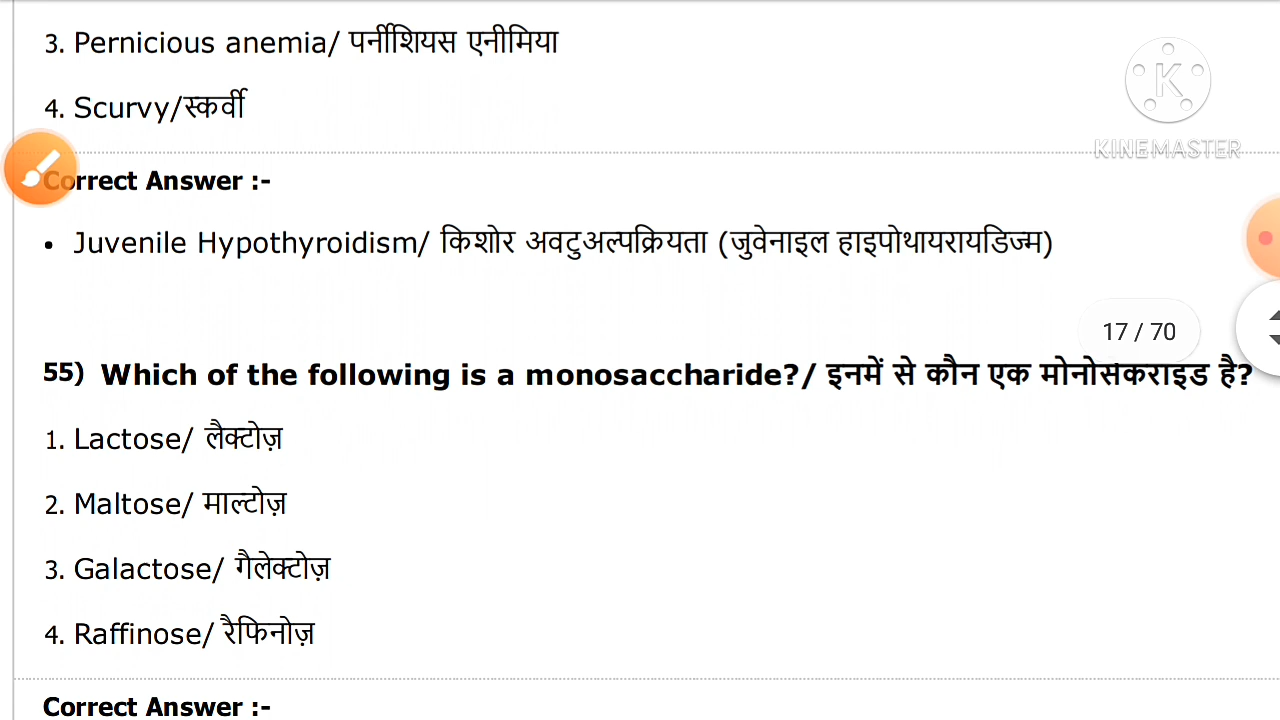 3. Pernicious anemia/ पर्नीशियस एनीमिया
4. Scurvy/स्कर्वी
KINEMASTER
Correct Answer :-
• Juvenile Hypothyroidism/ किशोर अवटुअल्पक्रियता (जुवेनाइल हाइपोथायरायडिज्म)
17 / 70
55) Which of the following is a monosaccharide?/ इनमें से कौन एक मोनोसैकराइड है?
1. Lactose/ लैक्टोज़
2. Maltose/ माल्टोज़
3. Galactose/ गैलेक्टोज़
4. Raffinose/ रैफिनोज़
Correct Answer :-